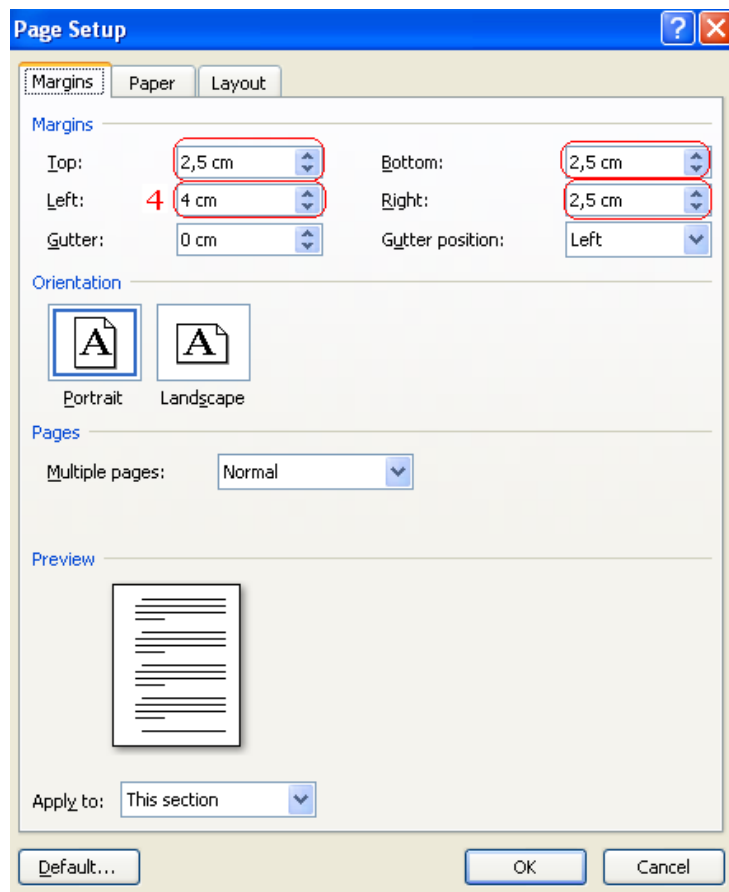 Page Setup
Margins Paper Layout
Margins
Top: 2,5 cm Bottom: 2,5 cm
Left: 4 4 cm Right: 2,5 cm
Gutter: 0 cm Gutter position: Left
Orientation
A A
Portrait Landscape
Pages
Multiple pages: Normal
Preview
Apply to: This section
Default... OK Cancel